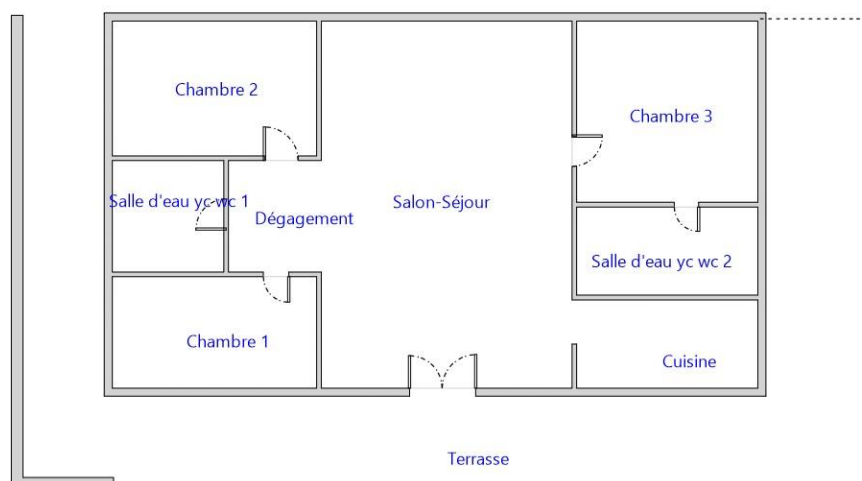 Chambre 2
Chambre 3
Salle d'eau yc wc 1
Dégagement
Salon-Séjour
Salle d'eau yc wc 2
Chambre 1
Cuisine
Terrasse